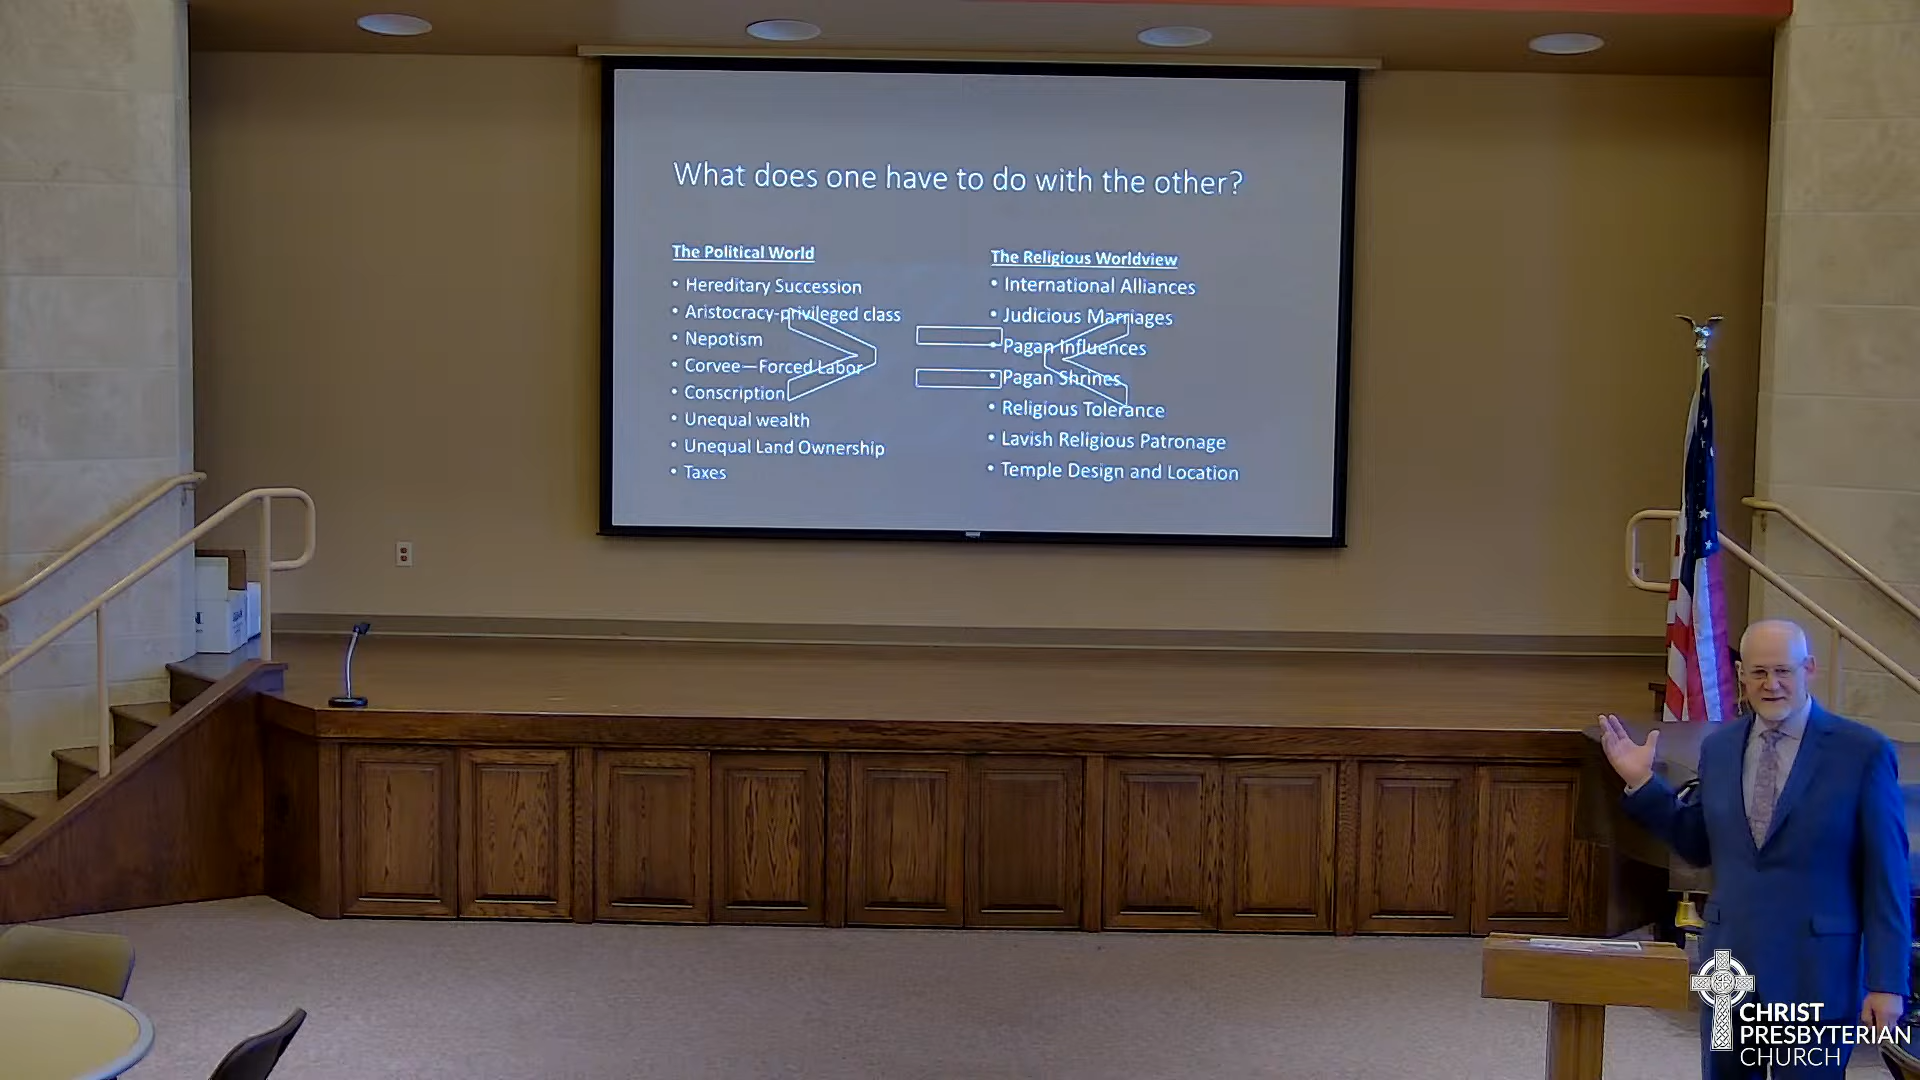 What does one have to do with the other?
The Political World
• Hereditary Succession
• Aristocracy-privileged class
• Nepotism
• Corvee—Forced Labor
• Conscription
• Unequal wealth
• Unequal Land Ownership
• Taxes
The Religious Worldview
• International Alliances
• Judicious Marriages
• Pagan Influences
• Pagan Shrines
• Religious Tolerance
• Lavish Religious Patronage
• Temple Design and Location
CHRIST
PRESBYTERIAN
CHURCH